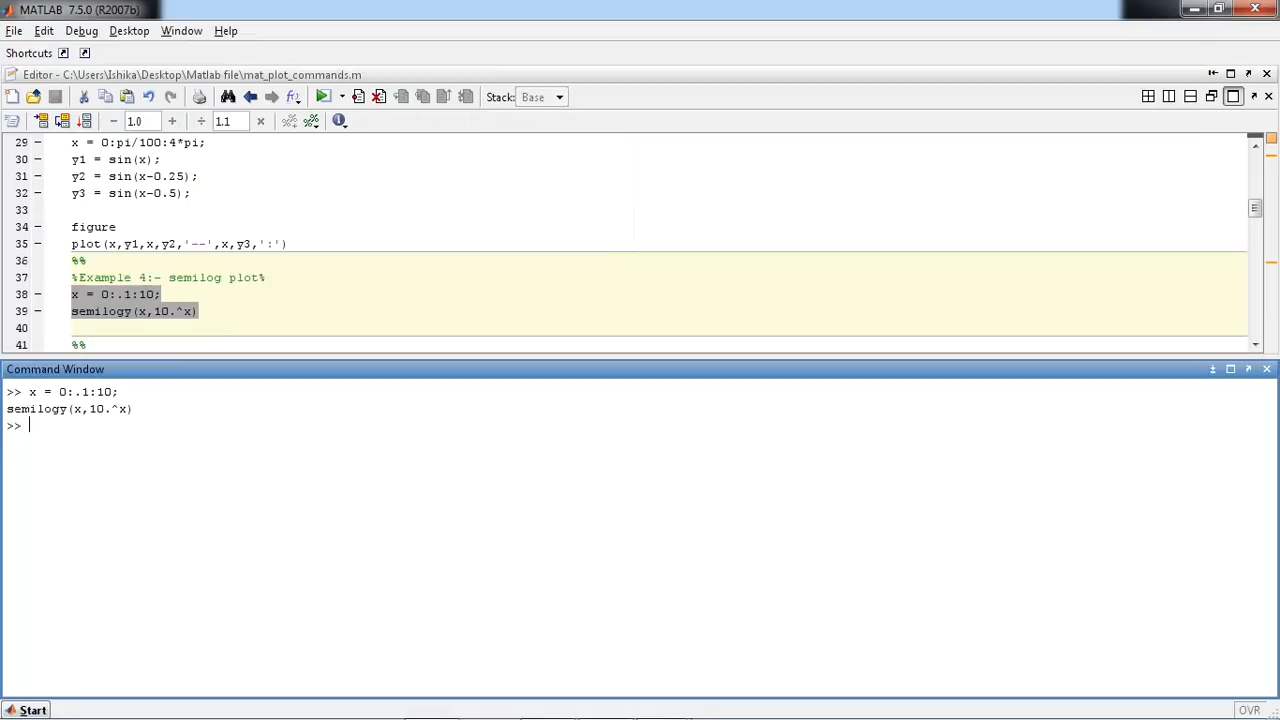 MATLAB 7.5.0 (R2007b)
File Edit Debug Desktop Window Help
Shortcuts
Editor - C:\Users\Ishika\Desktop\Matlab file\mat_plot_commands.m
Stack: Base
1.0 1.1
29 x = 0:pi/100:4*pi;
30 y1 = sin(x);
31 y2 = sin(x-0.25);
32 y3 = sin(x-0.5);
33
34 figure
35 plot(x,y1,x,y2,'--',x,y3,':')
36 %%
37 %Example 4:- semilog plot%
38 x = 0:.1:10;
39 semilogy(x,10.^x)
40
41 %%
Command Window
>> x = 0:.1:10;
semilogy(x,10.^x)
>>
Start OVR